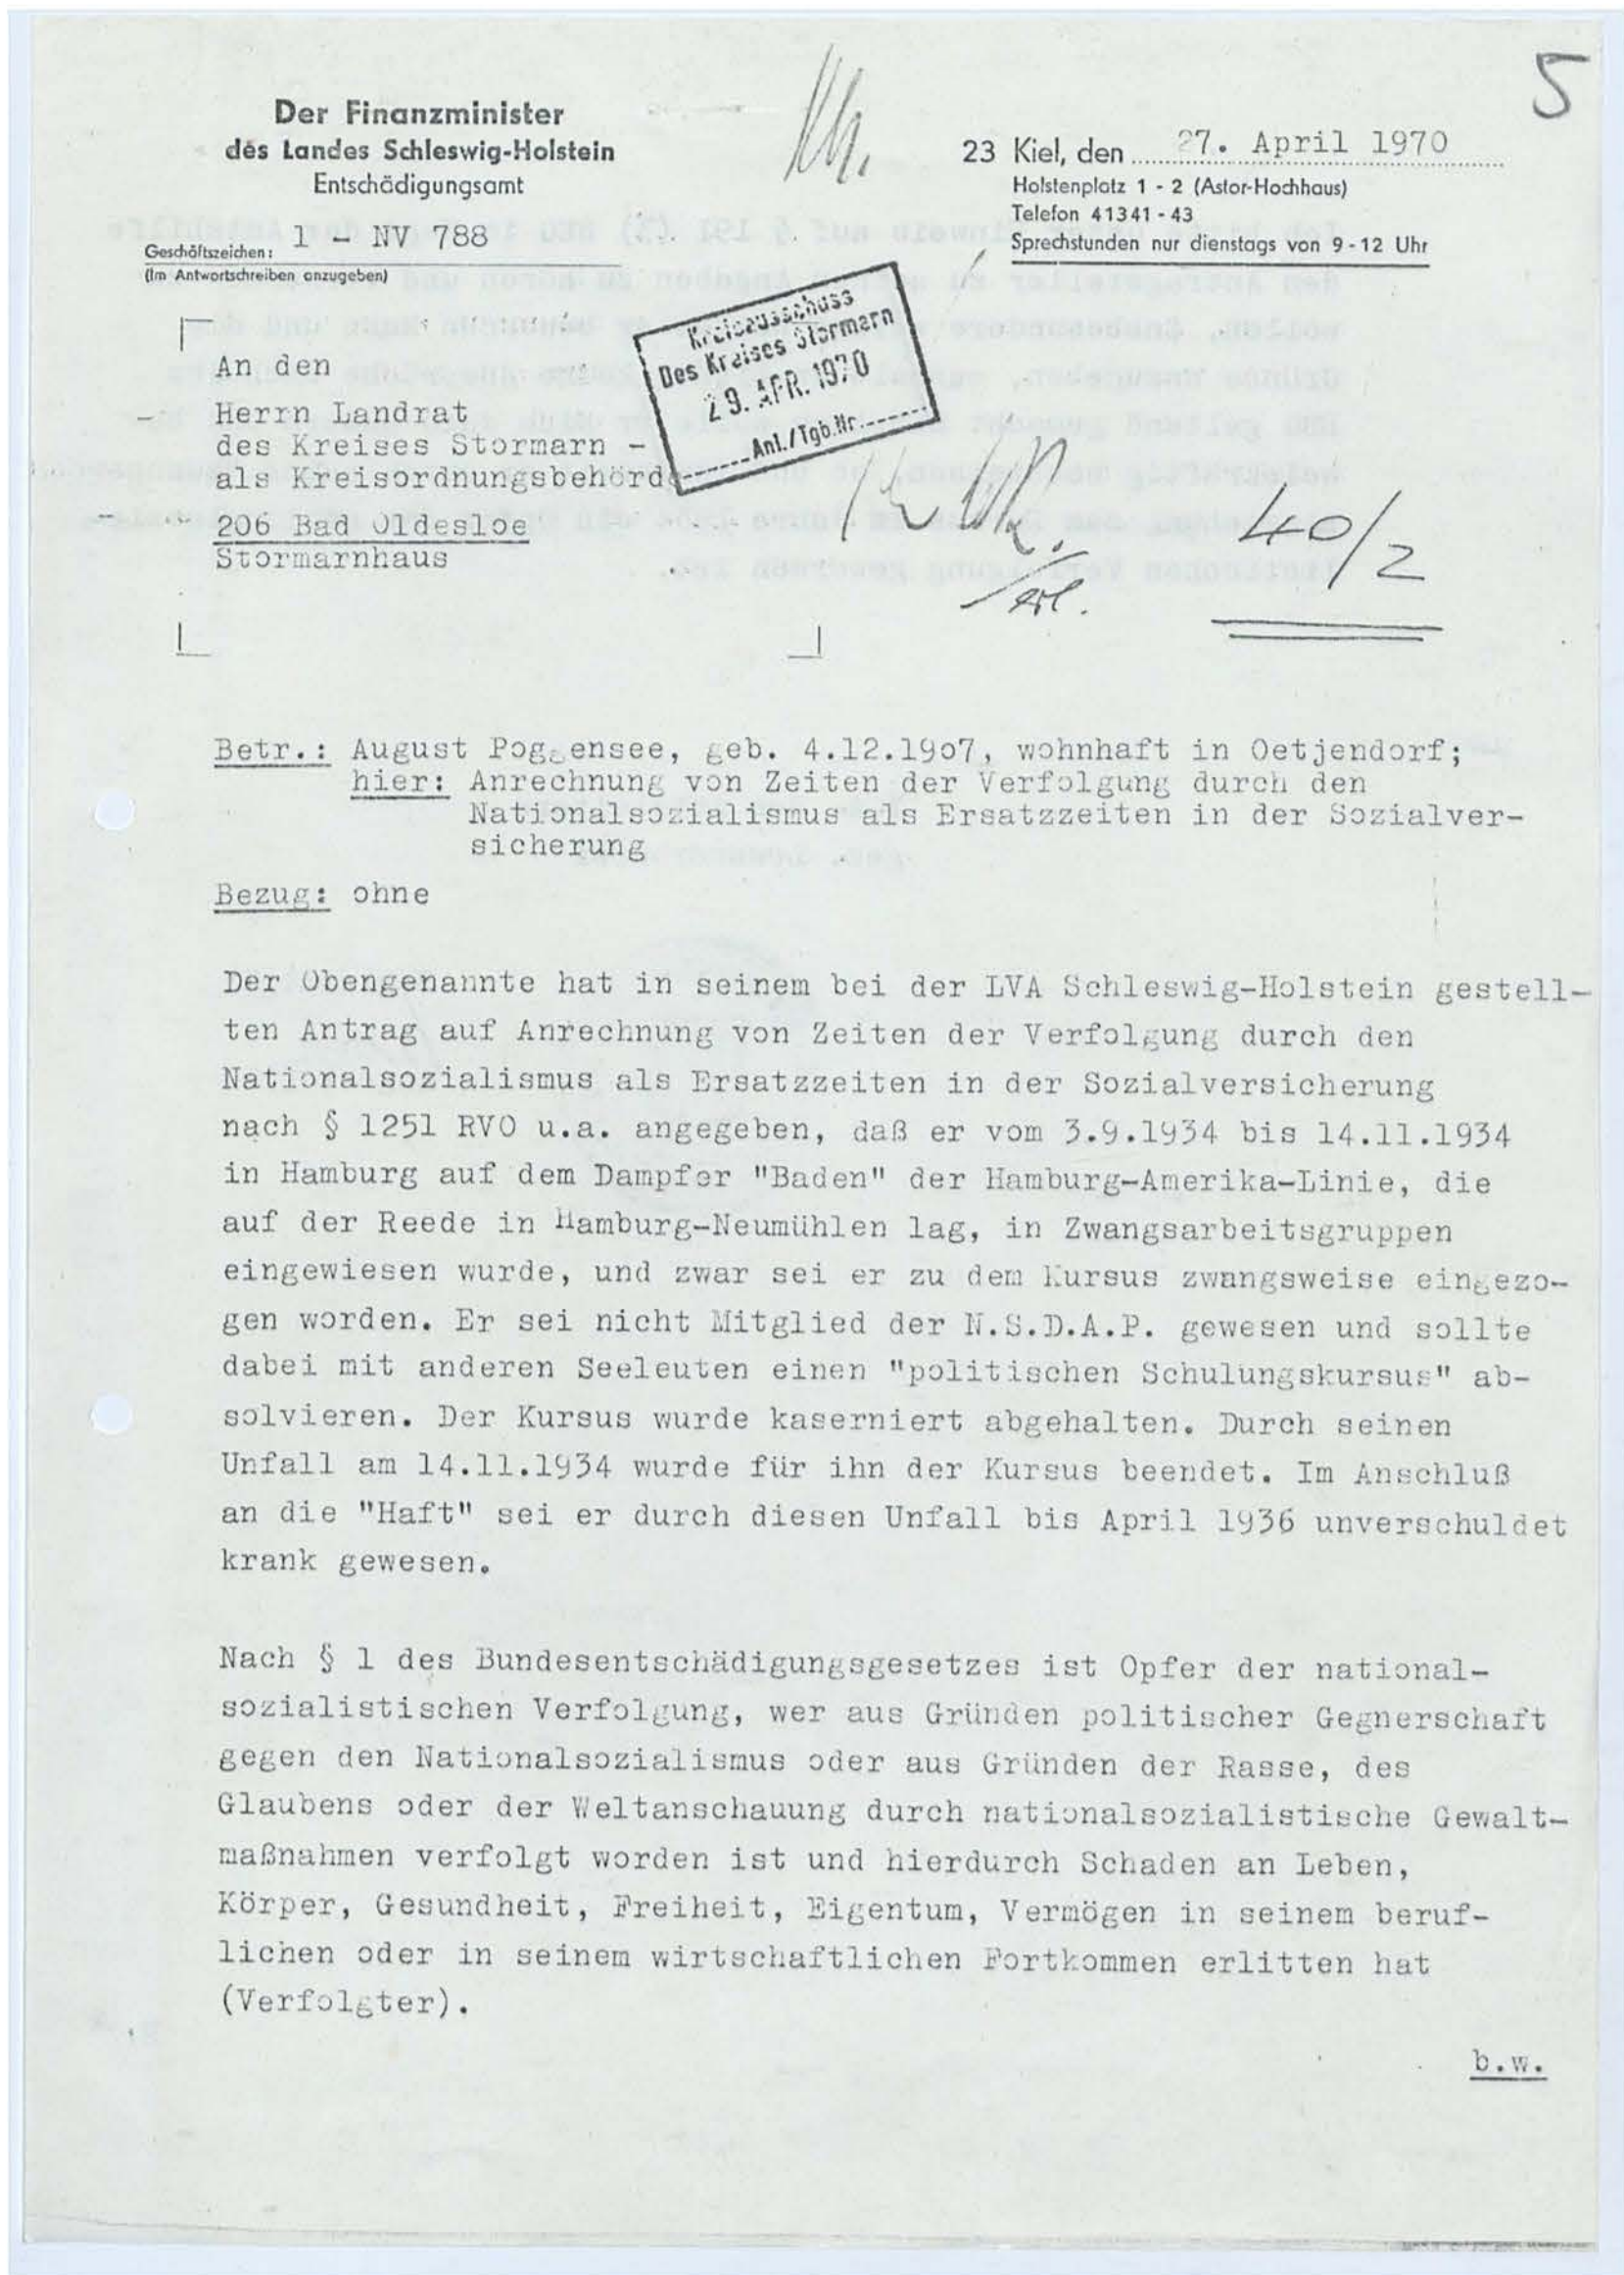 5
Der Finanzminister
des Landes Schleswig-Holstein
Entschädigungsamt
Geschäftszeichen: 1 - NV 788
(Im Antwortschreiben anzugeben)
23 Kiel, den 27. April 1970
Holstenplatz 1 - 2 (Astor-Hochhaus)
Telefon 41341 - 43
Sprechstunden nur dienstags von 9 - 12 Uhr
Kreisausschuss
Des Kreises Stormarn
29. APR. 1970
Anl./Tgb.Nr.
An den
Herrn Landrat
des Kreises Stormarn -
als Kreisordnungsbehörde
206 Bad Oldesloe
Stormarnhaus
erl.
40/2
Betr.: August Poggensee, geb. 4.12.19o7, wohnhaft in Oetjendorf;
hier: Anrechnung von Zeiten der Verfolgung durch den
Nationalsozialismus als Ersatzzeiten in der Sozialver-
sicherung
Bezug: ohne
Der Obengenannte hat in seinem bei der LVA Schleswig-Holstein gestell-
ten Antrag auf Anrechnung von Zeiten der Verfolgung durch den
Nationalsozialismus als Ersatzzeiten in der Sozialversicherung
nach § 1251 RVO u.a. angegeben, daß er vom 3.9.1934 bis 14.11.1934
in Hamburg auf dem Dampfer "Baden" der Hamburg-Amerika-Linie, die
auf der Reede in Hamburg-Neumühlen lag, in Zwangsarbeitsgruppen
eingewiesen wurde, und zwar sei er zu dem Kursus zwangsweise eingezo-
gen worden. Er sei nicht Mitglied der N.S.D.A.P. gewesen und sollte
dabei mit anderen Seeleuten einen "politischen Schulungskursus" ab-
solvieren. Der Kursus wurde kaserniert abgehalten. Durch seinen
Unfall am 14.11.1934 wurde für ihn der Kursus beendet. Im Anschluß
an die "Haft" sei er durch diesen Unfall bis April 1936 unverschuldet
krank gewesen.
Nach § 1 des Bundesentschädigungsgesetzes ist Opfer der national-
sozialistischen Verfolgung, wer aus Gründen politischer Gegnerschaft
gegen den Nationalsozialismus oder aus Gründen der Rasse, des
Glaubens oder der Weltanschauung durch nationalsozialistische Gewalt-
maßnahmen verfolgt worden ist und hierdurch Schaden an Leben,
Körper, Gesundheit, Freiheit, Eigentum, Vermögen in seinem beruf-
lichen oder in seinem wirtschaftlichen Fortkommen erlitten hat
(Verfolgter).
b.w.